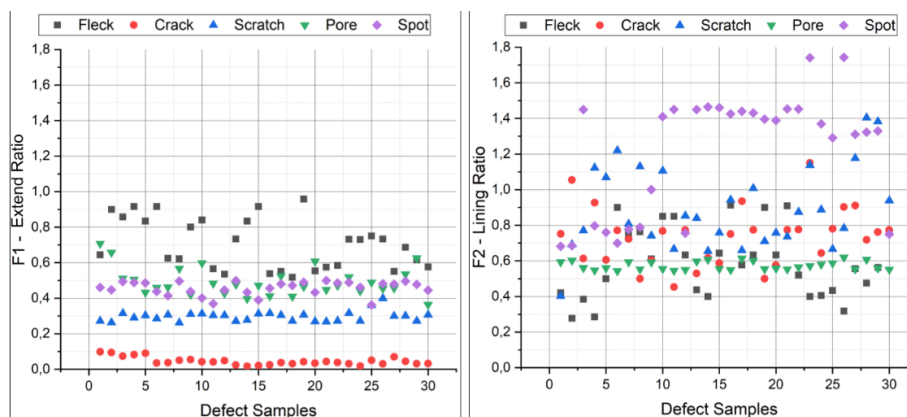 Fleck Crack Scratch Pore Spot
1,8
1,6
1,4
1,2
1,0
0,8
0,6
0,4
0,2
0,0
F1 - Extend Ratio
0 5 10 15 20 25 30
Defect Samples
Fleck Crack Scratch Pore Spot
1,8
1,6
1,4
1,2
1,0
0,8
0,6
0,4
0,2
0,0
F2 - Lining Ratio
0 5 10 15 20 25 30
Defect Samples